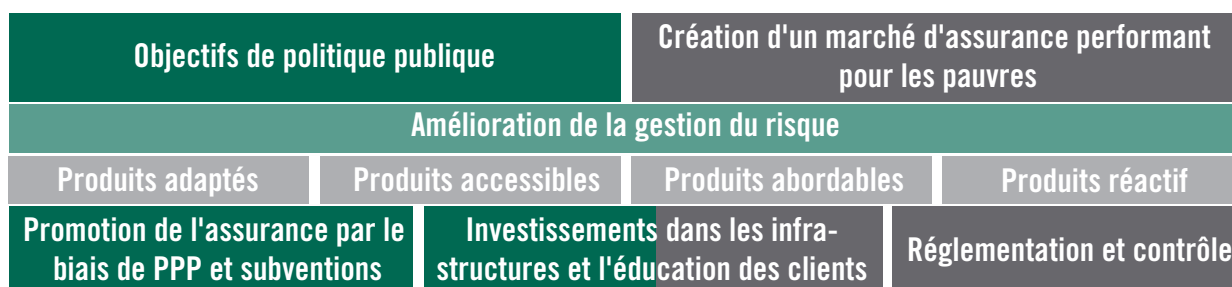 Objectifs de politique publique
Création d'un marché d'assurance performant
pour les pauvres
Amélioration de la gestion du risque
Produits adaptés
Produits accessibles
Produits abordables
Produits réactif
Promotion de l'assurance par le
biais de PPP et subventions
Investissements dans les infra-
structures et l'éducation des clients
Réglementation et contrôle